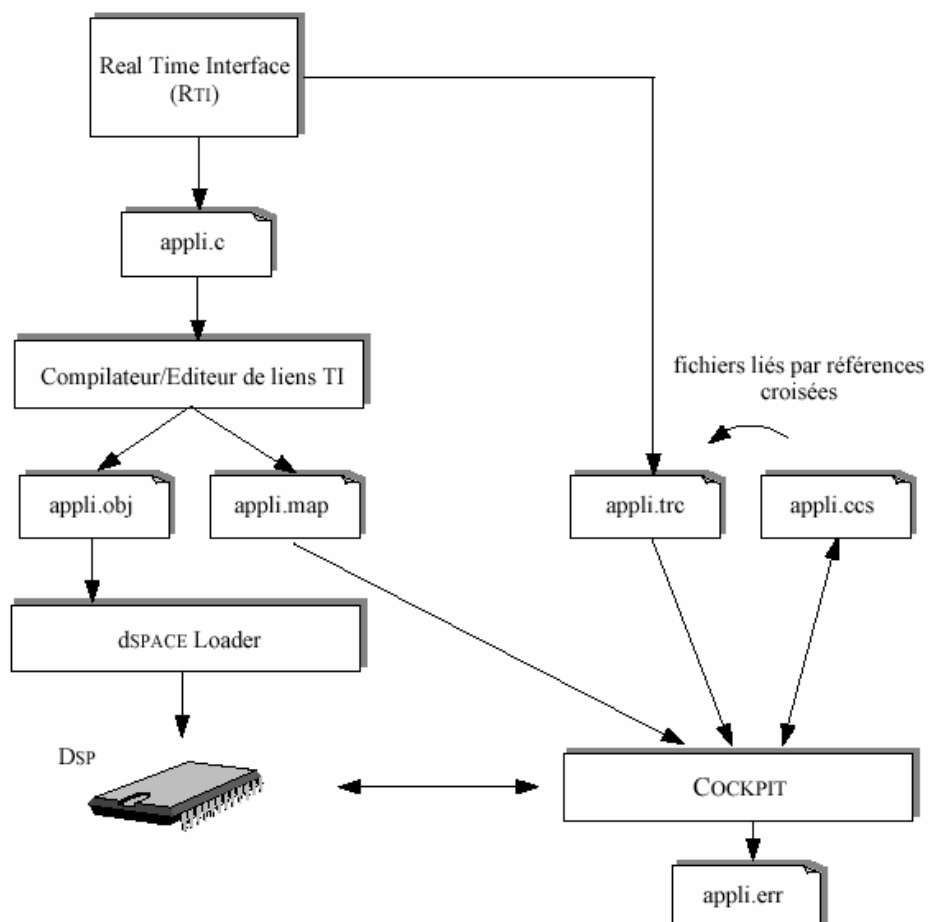 Real Time Interface
(RTI)
appli.c
Compilateur/Editeur de liens TI
fichiers liés par références
croisées
appli.obj
appli.map
appli.trc
appli.ccs
dSPACE Loader
DSP
COCKPIT
appli.err